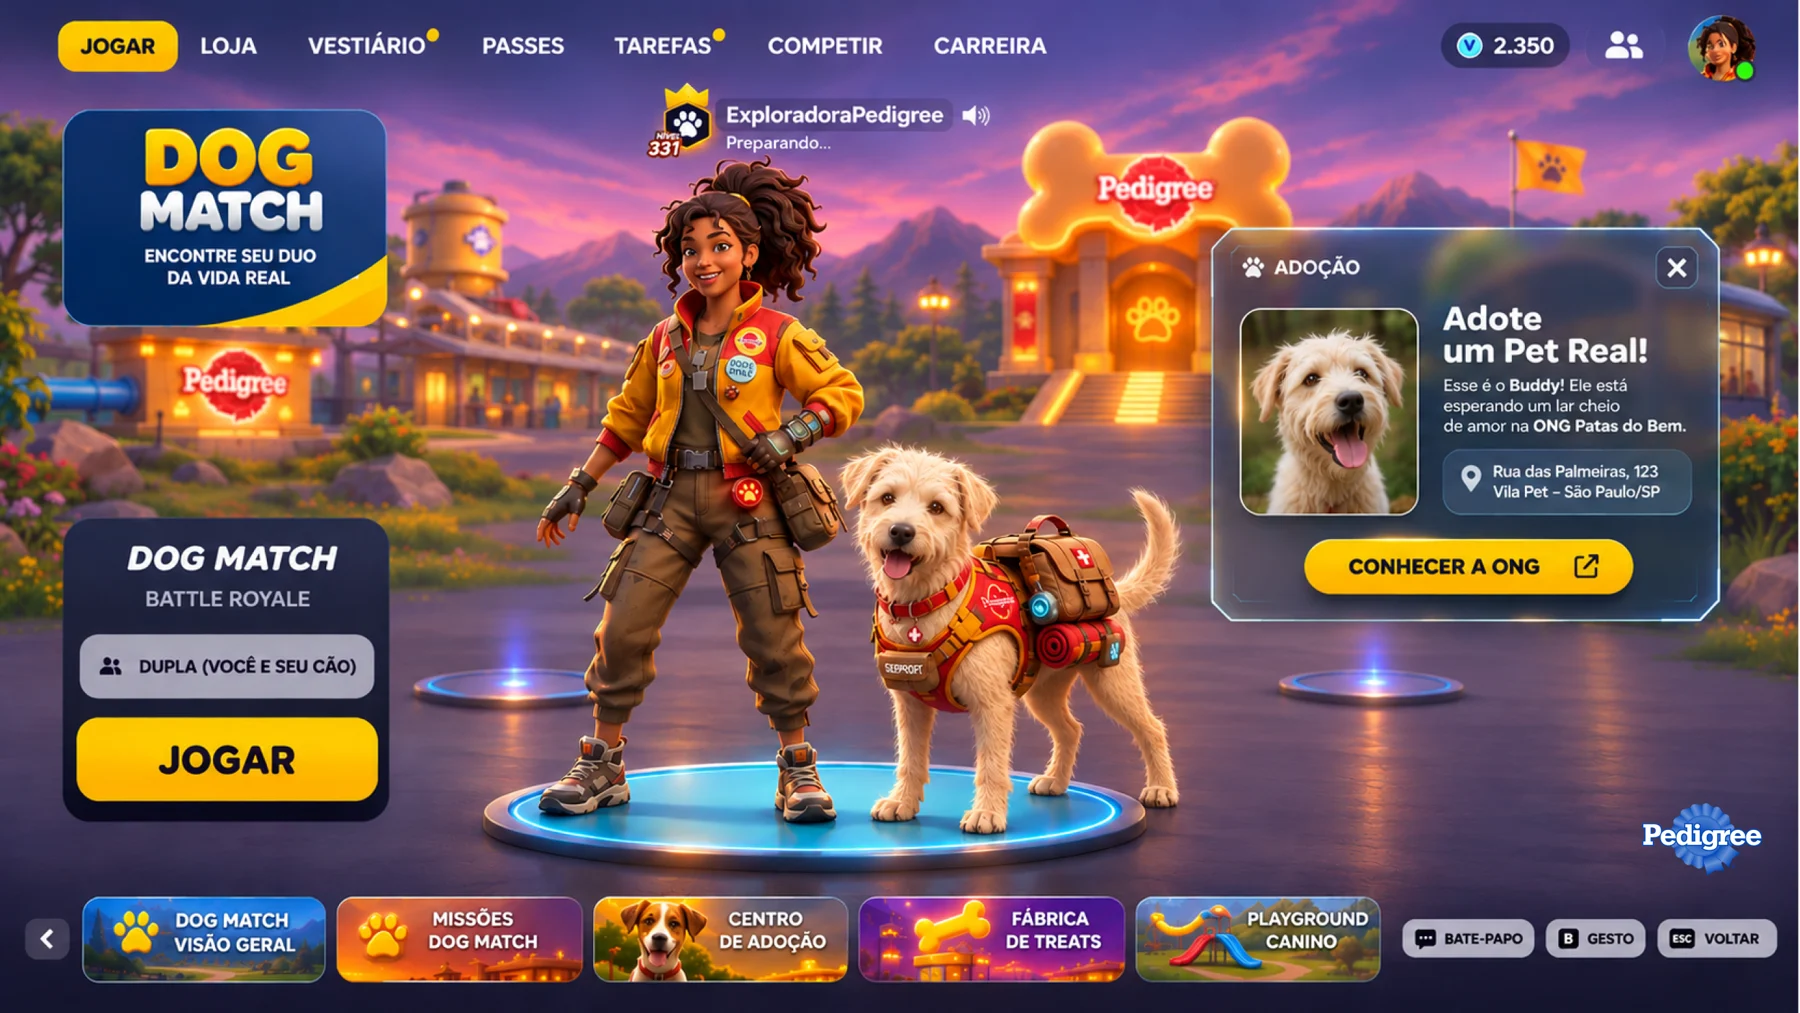 JOGAR
LOJA
VESTIÁRIO
PASSES
TAREFAS
COMPETIR
CARREIRA
2.350
DOG
MATCH
ENCONTRE SEU DUO
DA VIDA REAL
NÍVEL
331
ExploradoraPedigree
Preparando...
Pedigree
Pedigree
ADOÇÃO
Adote
um Pet Real!
Esse é o Buddy! Ele está
esperando um lar cheio
de amor na ONG Patas do Bem.
Rua das Palmeiras, 123
Vila Pet – São Paulo/SP
CONHECER A ONG
DOG MATCH
BATTLE ROYALE
DUPLA (VOCÊ E SEU CÃO)
JOGAR
Pedigree
Pedigree
DOG MATCH
VISÃO GERAL
MISSÕES
DOG MATCH
CENTRO
DE ADOÇÃO
FÁBRICA
DE TREATS
PLAYGROUND
CANINO
BATE-PAPO
B GESTO
ESC VOLTAR